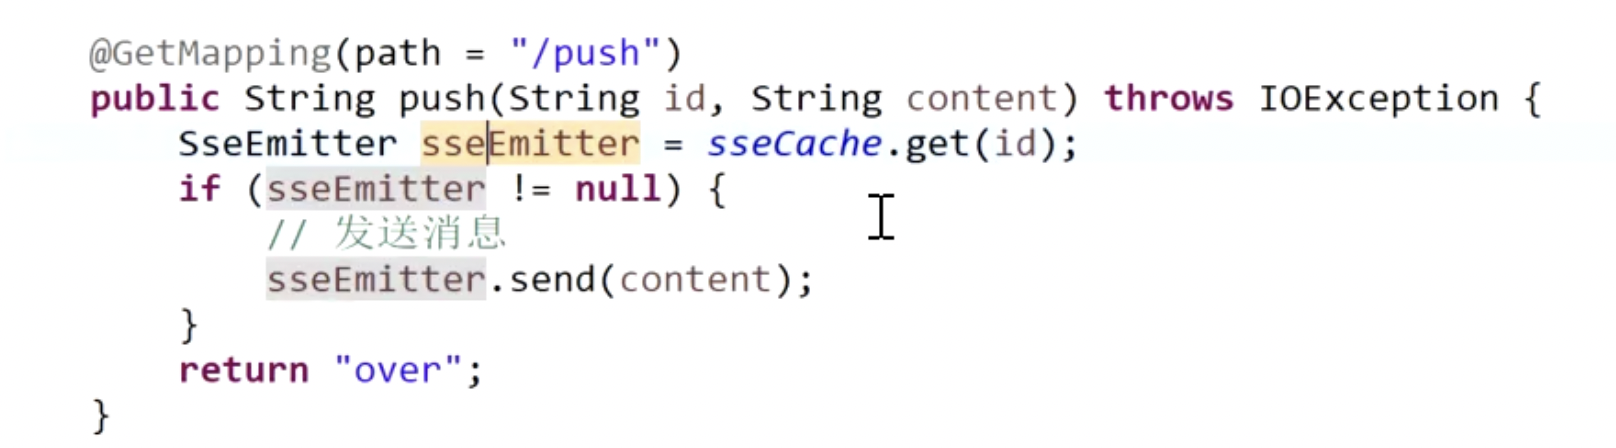 @GetMapping(path = "/push")
public String push(String id, String content) throws IOException {
SseEmitter sseEmitter = sseCache.get(id);
if (sseEmitter != null) {
// 发送消息
sseEmitter.send(content);
}
return "over";
}